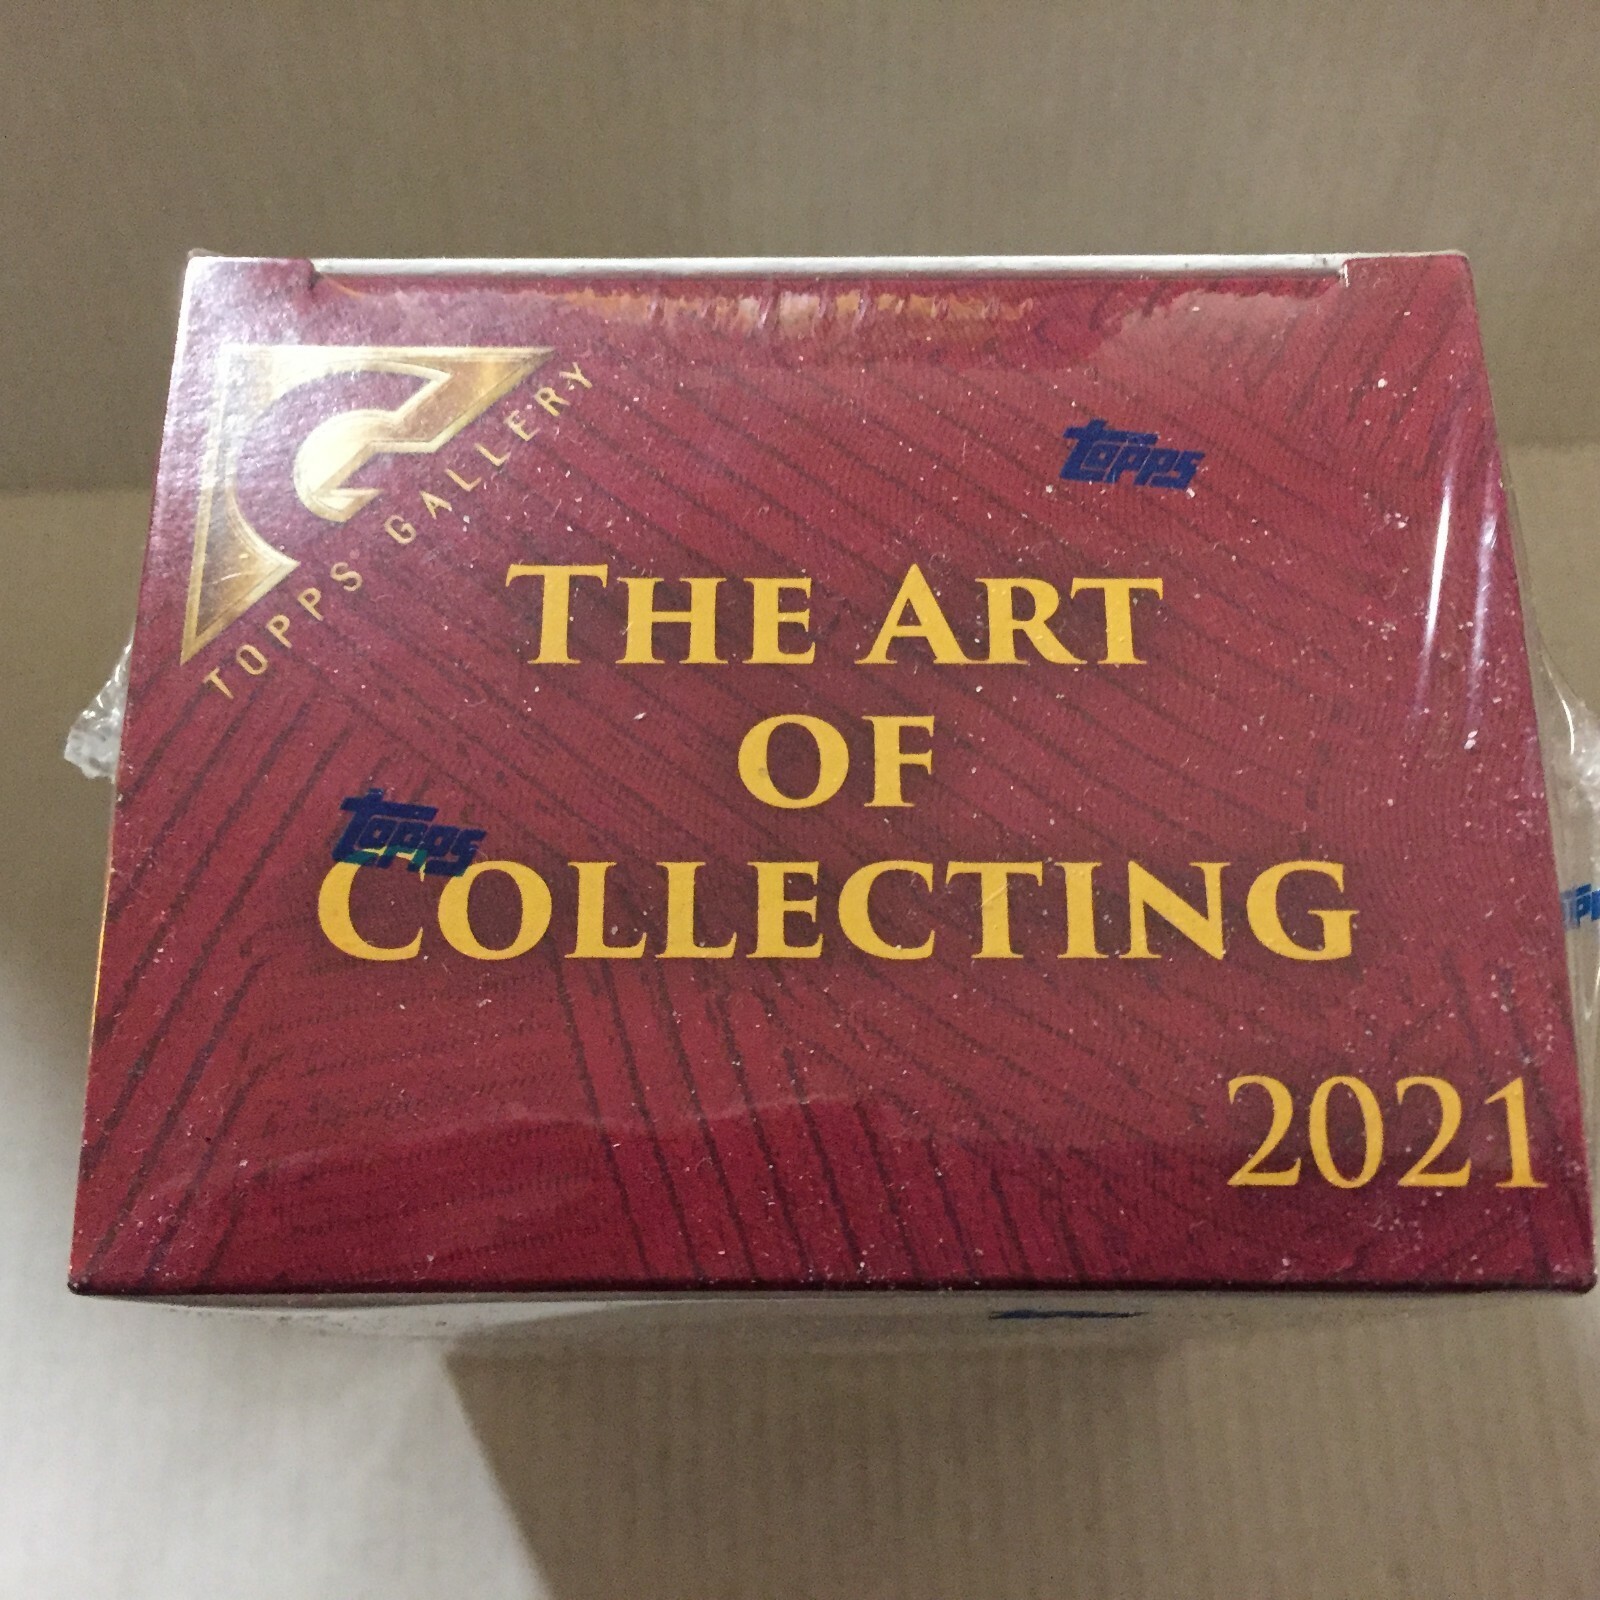 TOPPS GALLERY
topps
THE ART
OF
topps
COLLECTING
2021